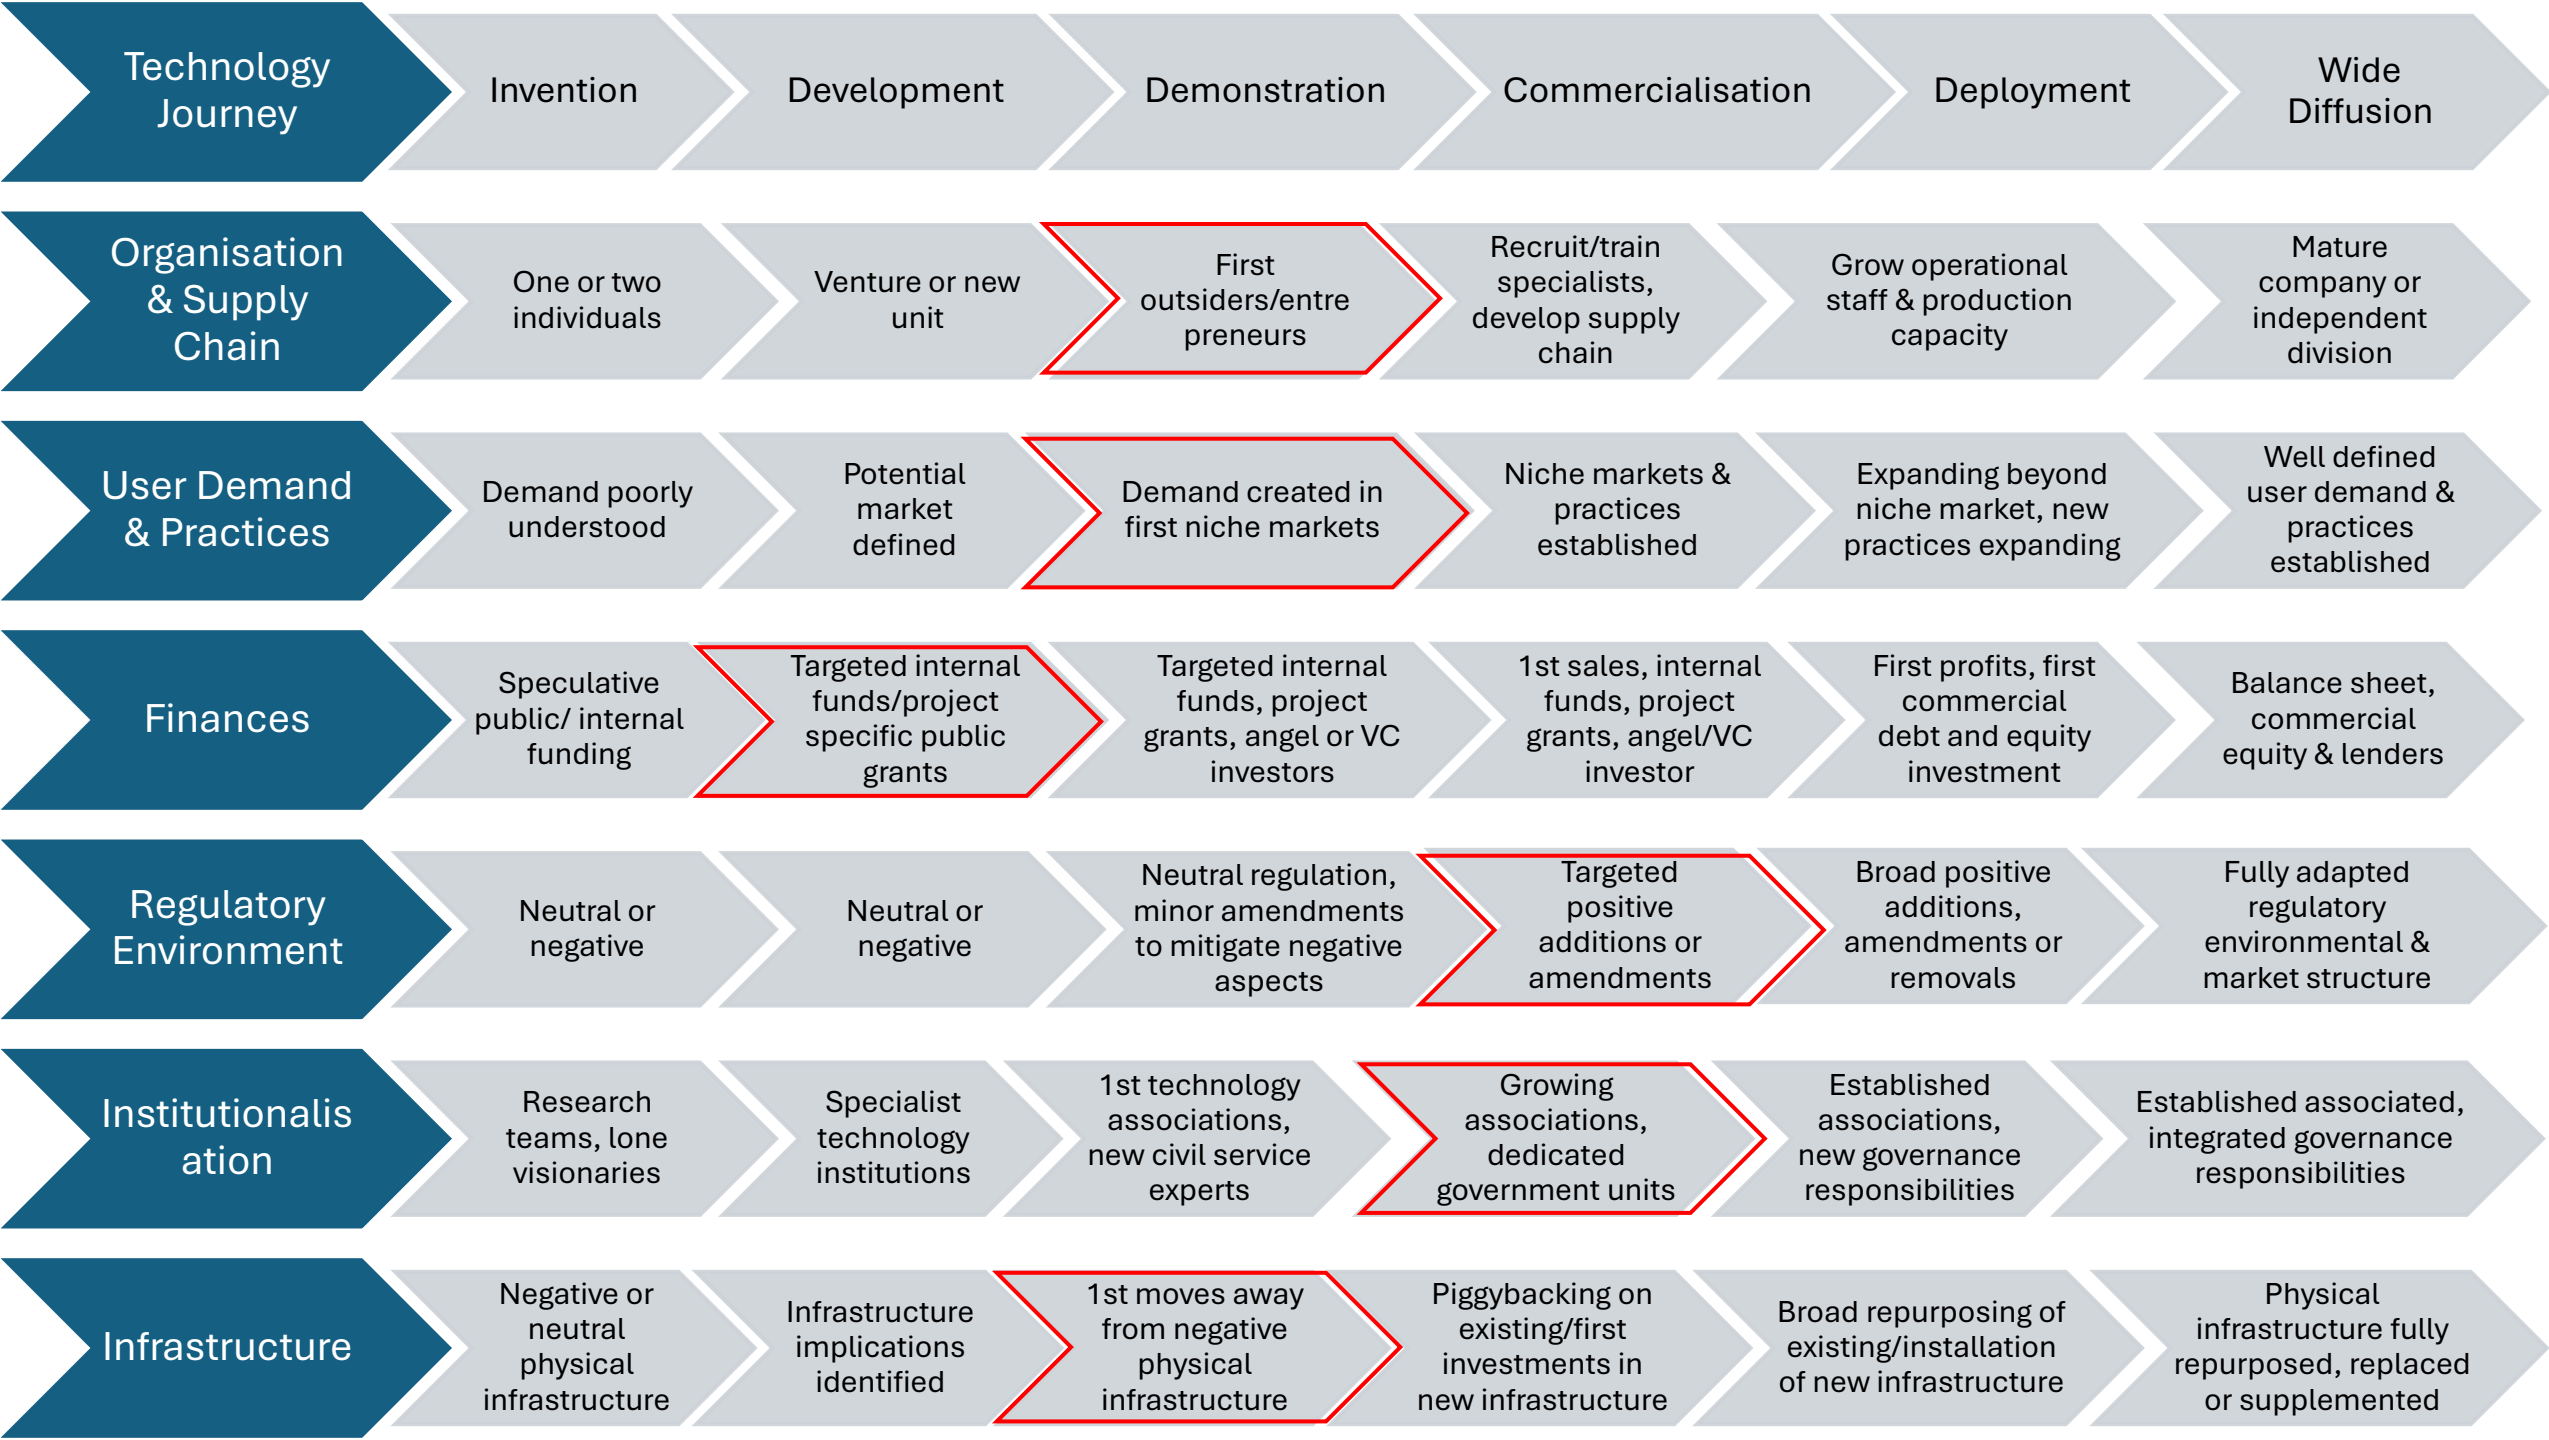 Technology
Journey
Invention
Development
Demonstration
Commercialisation
Deployment
Wide
Diffusion
Organisation
& Supply
Chain
One or two
individuals
Venture or new
unit
First
outsiders/entre
preneurs
Recruit/train
specialists,
develop supply
chain
Grow operational
staff & production
capacity
Mature
company or
independent
division
User Demand
& Practices
Demand poorly
understood
Potential
market
defined
Demand created in
first niche markets
Niche markets &
practices
established
Expanding beyond
niche market, new
practices expanding
Well defined
user demand &
practices
established
Finances
Speculative
public/ internal
funding
Targeted internal
funds/project
specific public
grants
Targeted internal
funds, project
grants, angel or VC
investors
1st sales, internal
funds, project
grants, angel/VC
investor
First profits, first
commercial
debt and equity
investment
Balance sheet,
commercial
equity & lenders
Regulatory
Environment
Neutral or
negative
Neutral or
negative
Neutral regulation,
minor amendments
to mitigate negative
aspects
Targeted
positive
additions or
amendments
Broad positive
additions,
amendments or
removals
Fully adapted
regulatory
environmental &
market structure
Institutionalis
ation
Research
teams, lone
visionaries
Specialist
technology
institutions
1st technology
associations,
new civil service
experts
Growing
associations,
dedicated
government units
Established
associations,
new governance
responsibilities
Established associated,
integrated governance
responsibilities
Infrastructure
Negative or
neutral
physical
infrastructure
Infrastructure
implications
identified
1st moves away
from negative
physical
infrastructure
Piggybacking on
existing/first
investments in
new infrastructure
Broad repurposing of
existing/installation
of new infrastructure
Physical
infrastructure fully
repurposed, replaced
or supplemented